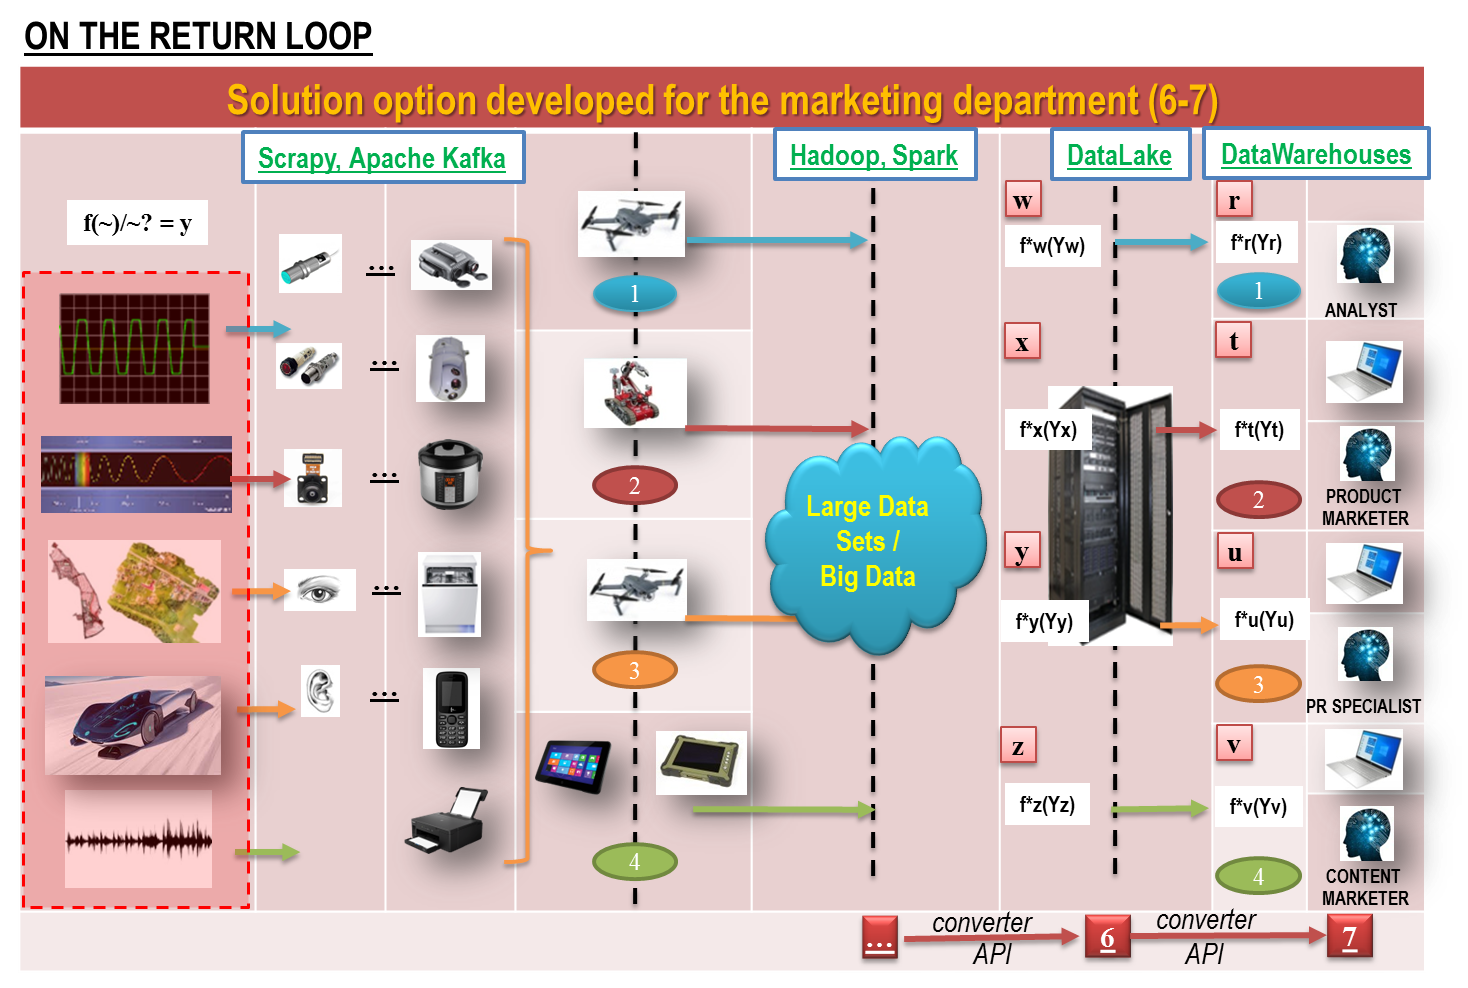 ON THE RETURN LOOP
Solution option developed for the marketing department (6-7)
Scrapy, Apache Kafka
Hadoop, Spark
DataLake
DataWarehouses
f(~)/~? = y
...
...
...
...
...
1
2
3
4
Large Data
Sets /
Big Data
w
f*w(Yw)
x
f*x(Yx)
y
f*y(Yy)
z
f*z(Yz)
r
f*r(Yr)
1
t
f*t(Yt)
2
u
f*u(Yu)
3
v
f*v(Yv)
4
ANALYST
PRODUCT
MARKETER
PR SPECIALIST
CONTENT
MARKETER
...
converter
API
6
converter
API
7